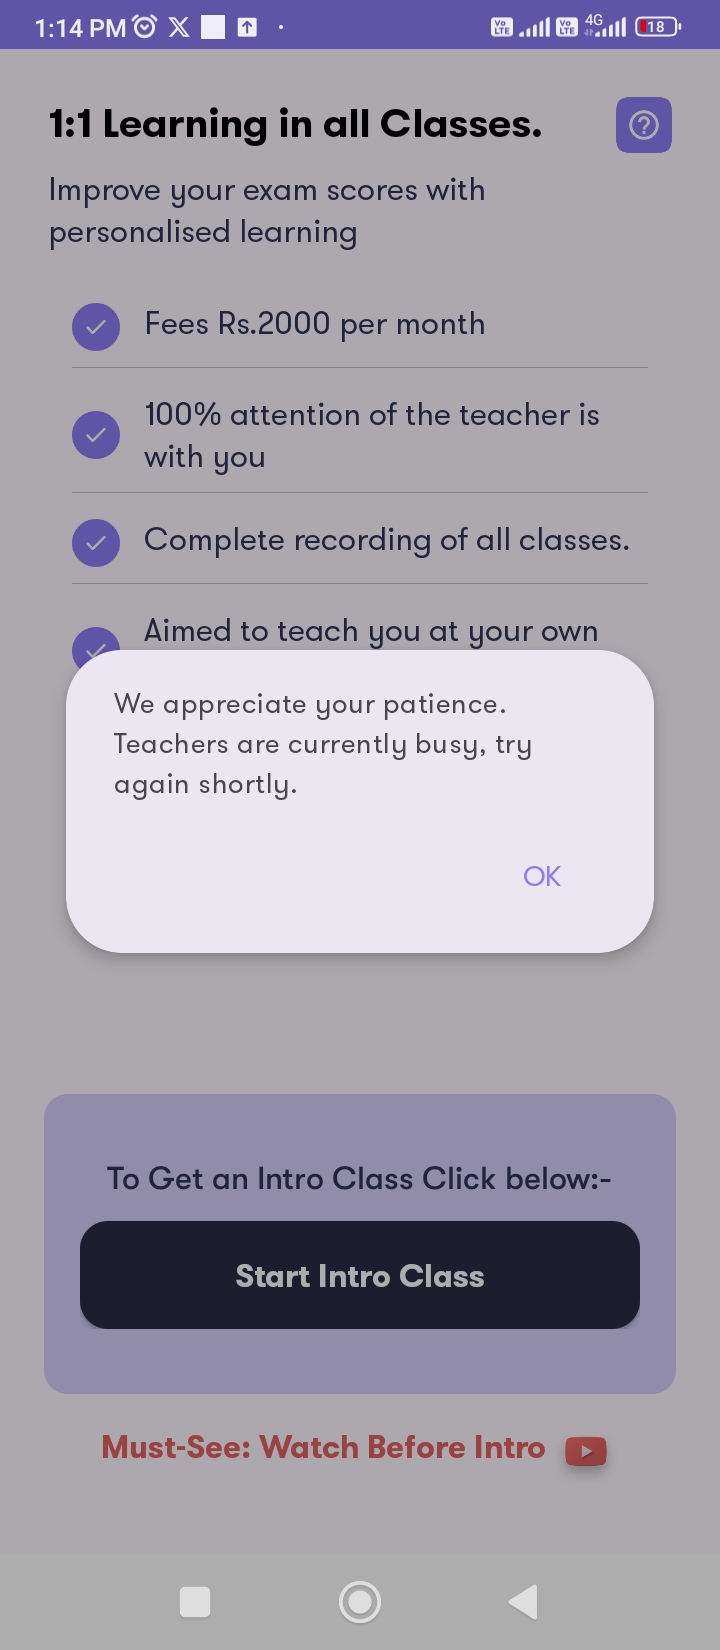 1:14 PM
Vo LTE
Vo LTE
4G
18
1:1 Learning in all Classes.
Improve your exam scores with
personalised learning
Fees Rs.2000 per month
100% attention of the teacher is
with you
Complete recording of all classes.
Aimed to teach you at your own
We appreciate your patience.
Teachers are currently busy, try
again shortly.
OK
To Get an Intro Class Click below:-
Start Intro Class
Must-See: Watch Before Intro